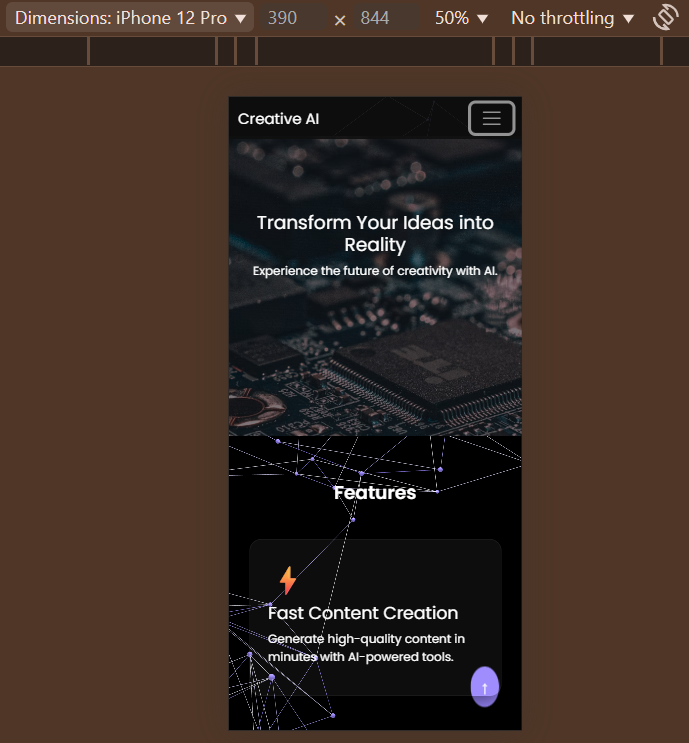 Dimensions: iPhone 12 Pro ▼ 390 × 844 50% ▼ No throttling ▼
Creative AI
Transform Your Ideas into
Reality
Experience the future of creativity with AI.
Features
Fast Content Creation
Generate high-quality content in
minutes with AI-powered tools.
↑